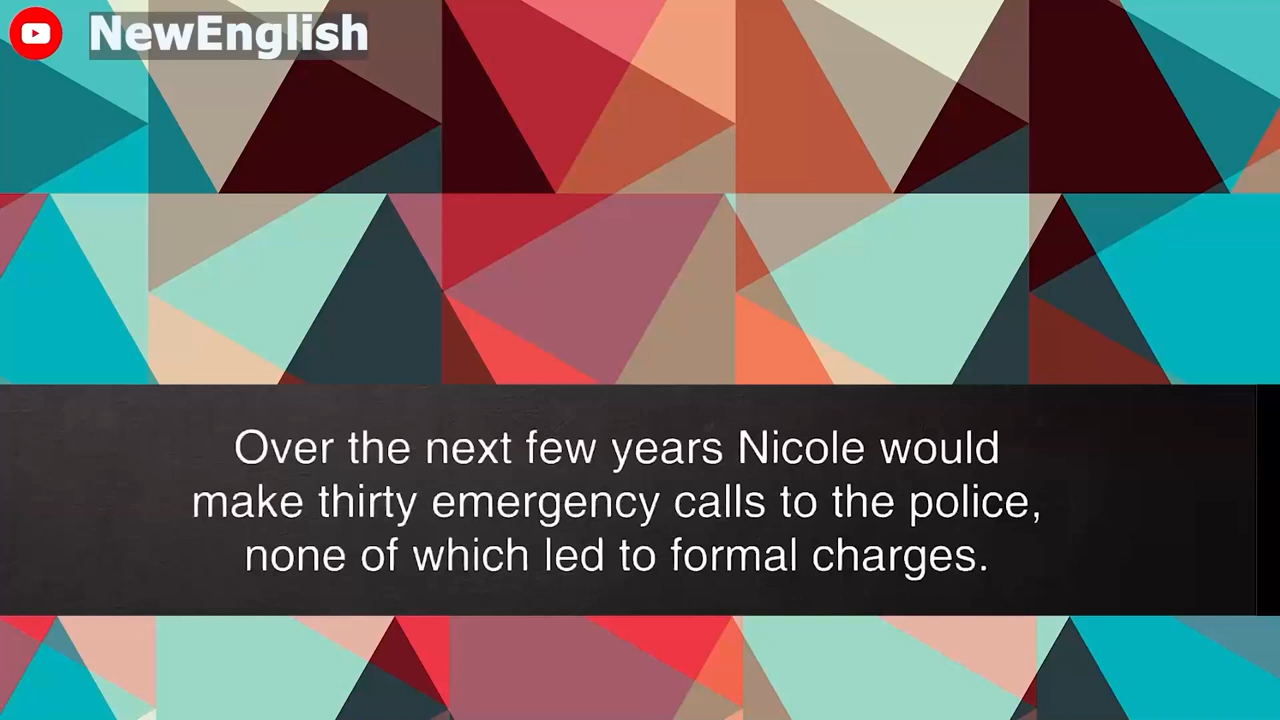 NewEnglish
Over the next few years Nicole would
make thirty emergency calls to the police,
none of which led to formal charges.